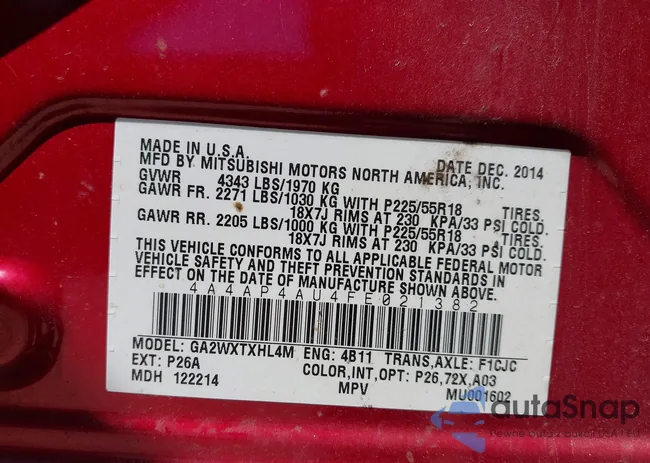 MADE IN U.S.A. DATE DEC. 2014
MFD BY MITSUBISHI MOTORS NORTH AMERICA, INC.
GVWR 4343 LBS/1970 KG
GAWR FR. 2271 LBS/1030 KG WITH P225/55R18 TIRES.
18X7J RIMS AT 230 KPA/33 PSI COLD.
GAWR RR. 2205 LBS/1000 KG WITH P225/55R18 TIRES.
18X7J RIMS AT 230 KPA/33 PSI COLD.
THIS VEHICLE CONFORMS TO ALL APPLICABLE FEDERAL MOTOR
VEHICLE SAFETY AND THEFT PREVENTION STANDARDS IN
EFFECT ON THE DATE OF MANUFACTURE SHOWN ABOVE.
4A4AP4AU4FE021382
MODEL: GA2WXTXHL4M ENG: 4B11 TRANS,AXLE: F1CJC
EXT: P26A COLOR,INT,OPT: P26,72X,A03
MDH 122214 MPV MU001602
autaSnap